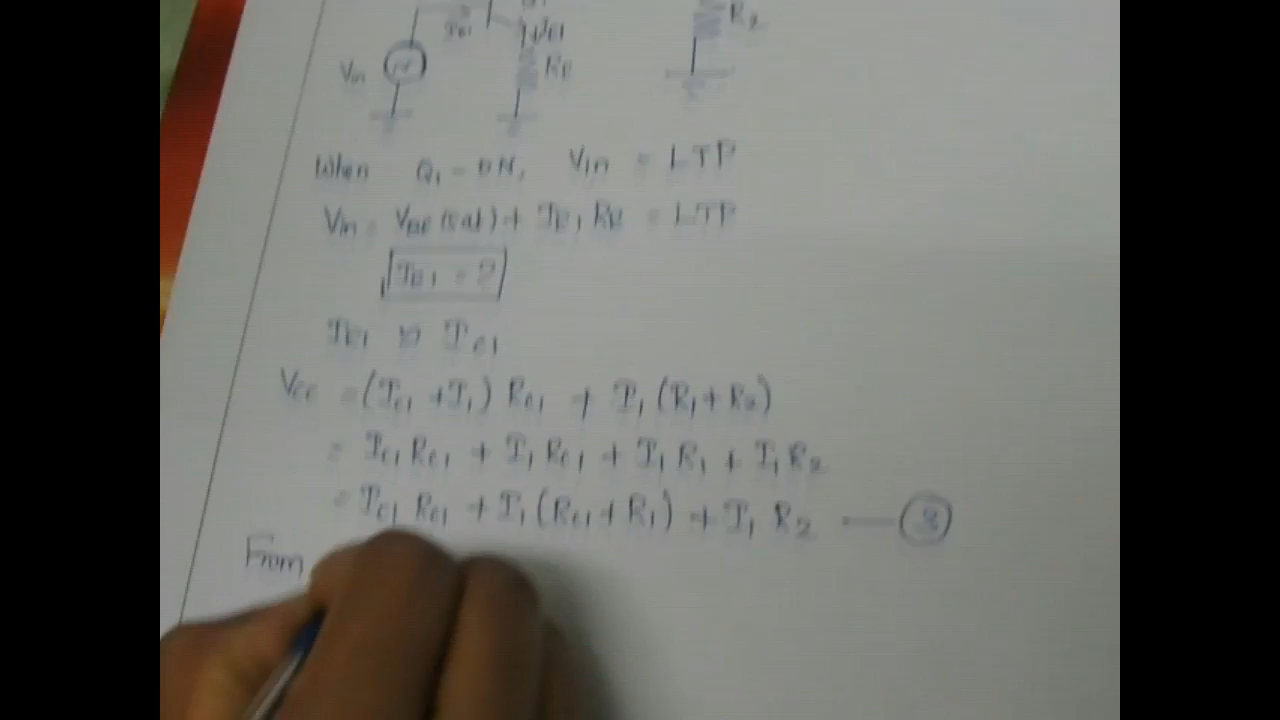 R2
Vin
RE
When Q1 = ON, Vin = LTP
Vin = VBE (sat) + IE1 RE = LTP
IE1 = ?
IE1 ≈ IC1
VCC = (IC1 + I1) RC1 + I1 (R1 + R2)
= IC1 RC1 + I1 RC1 + I1 R1 + I1 R2
= IC1 RC1 + I1 (RC1 + R1) + I1 R2 — 3
From